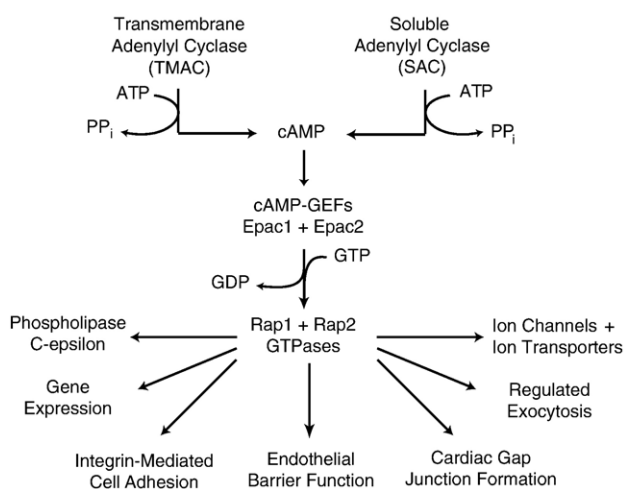 Transmembrane
Adenylyl Cyclase
(TMAC)
Soluble
Adenylyl Cyclase
(SAC)
ATP
ATP
PPi
cAMP
PPi
cAMP-GEFs
Epac1 + Epac2
GTP
GDP
Phospholipase
C-epsilon
Rap1 + Rap2
GTPases
Ion Channels +
Ion Transporters
Gene
Expression
Regulated
Exocytosis
Integrin-Mediated
Cell Adhesion
Endothelial
Barrier Function
Cardiac Gap
Junction Formation